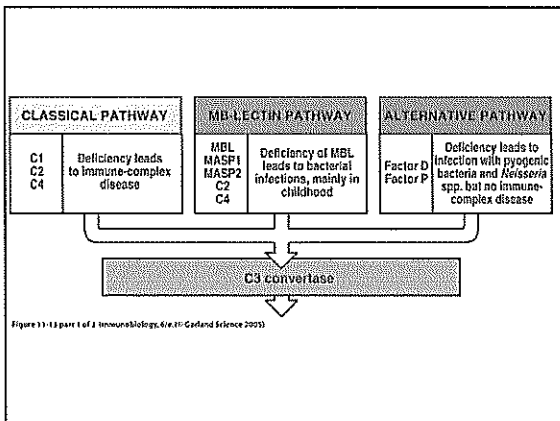 CLASSICAL PATHWAY
C1
C2
C4
Deficiency leads
to immune-complex
disease
MB-LECTIN PATHWAY
MBL
MASP1
MASP2
C2
C4
Deficiency of MBL
leads to bacterial
infections, mainly in
childhood
ALTERNATIVE PATHWAY
Factor D
Factor P
Deficiency leads to
infection with pyogenic
bacteria and Neisseria
spp. but no immune-
complex disease
C3 convertase
Figure 11-13 part 1 of 3 Immunobiology, 6/e. (© Garland Science 2005)